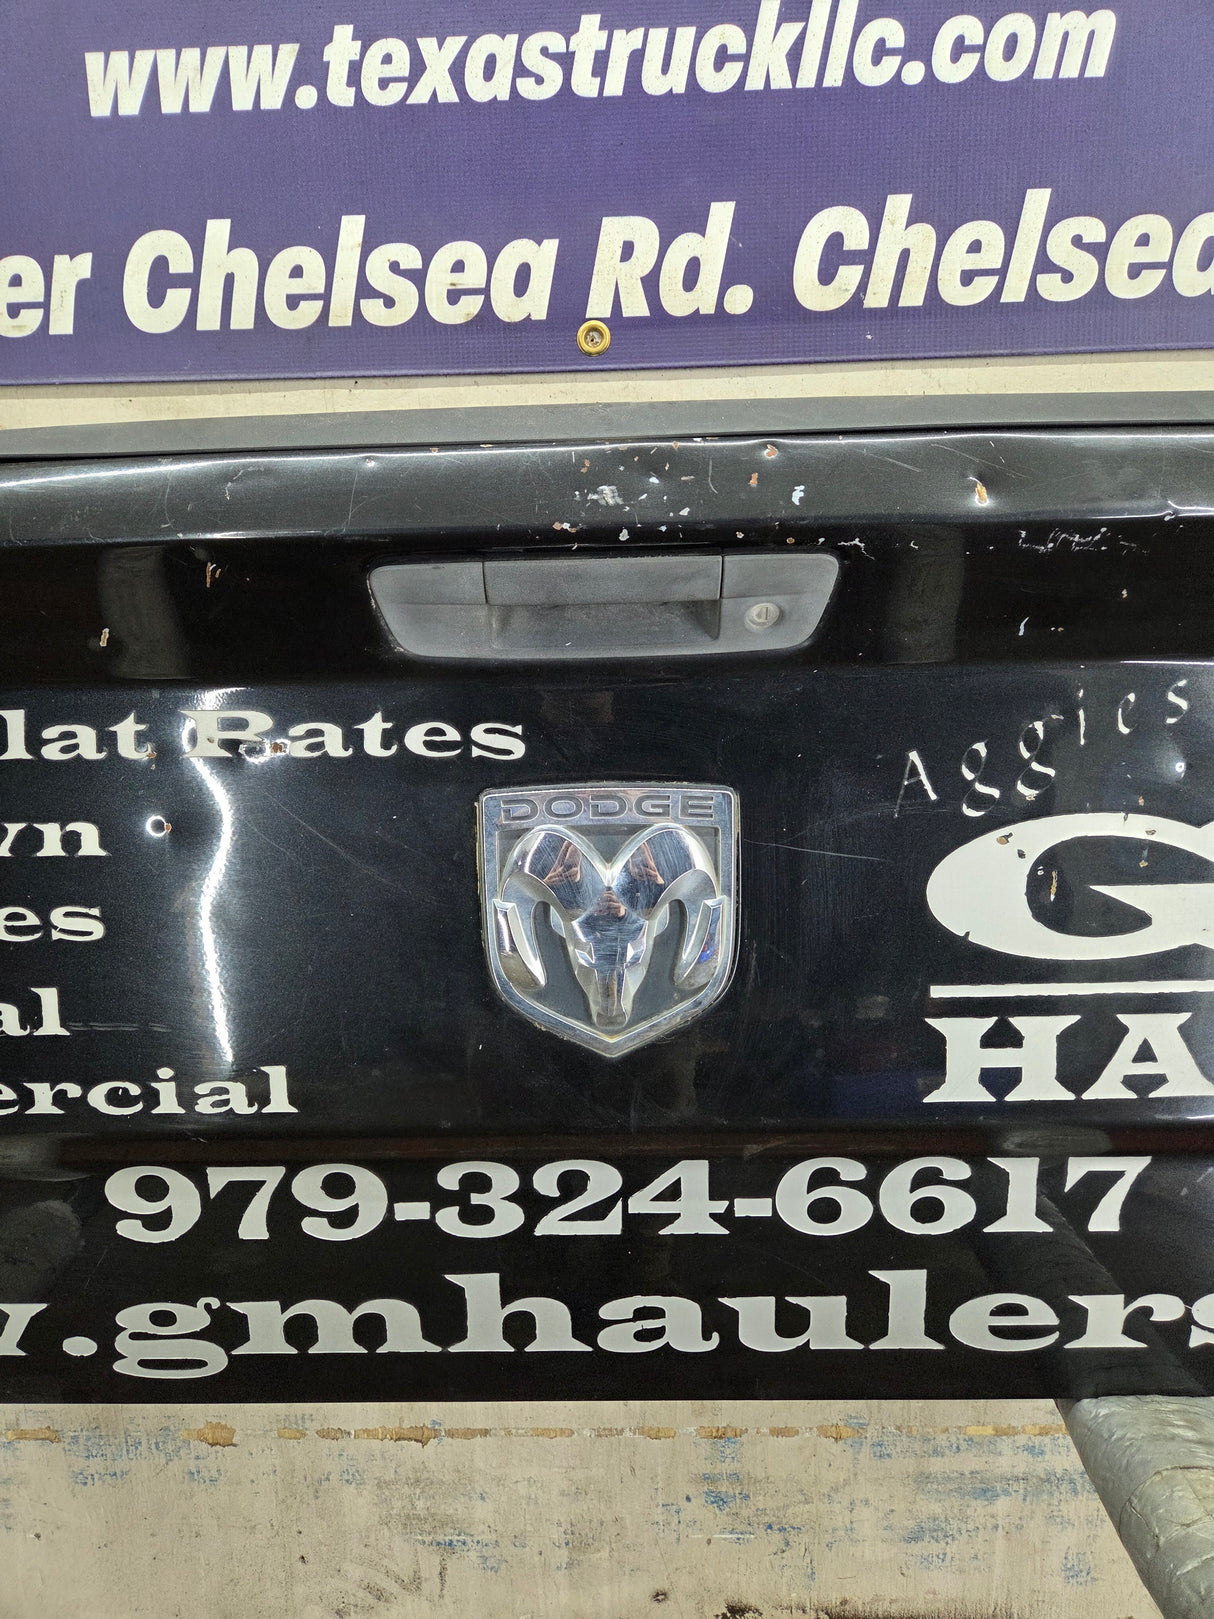 www.texastruckllc.com
er Chelsea Rd. Chelsea
lat Rates
Aggies
wn
G
es
al
HA
ercial
DODGE
979-324-6617
.gmhaulers